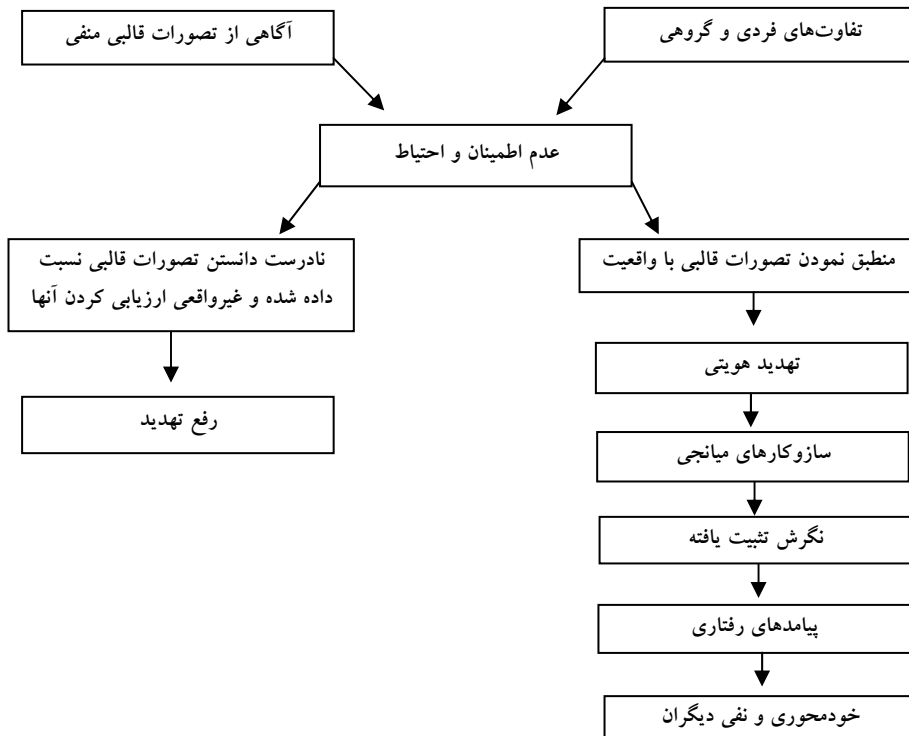 تفاوت‌های فردی و گروهی
آگاهی از تصورات قالبی منفی
عدم اطمینان و احتیاط
منطبق نمودن تصورات قالبی با واقعیت
نادرست دانستن تصورات قالبی نسبت
داده شده و غیرواقعی ارزیابی کردن آنها
تهدید هویتی
رفع تهدید
سازوکارهای میانجی
نگرش تثبیت یافته
پیامدهای رفتاری
خودمحوری و نفی دیگران